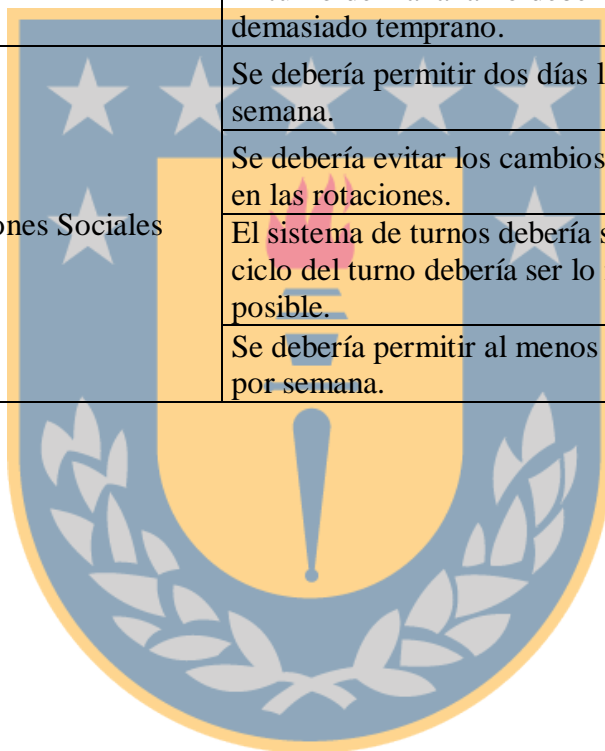 demasiado temprano.
Se debería permitir dos días l
semana.
Se debería evitar los cambios
en las rotaciones.
ones Sociales
El sistema de turnos debería s
ciclo del turno debería ser lo
posible.
Se debería permitir al menos
por semana.